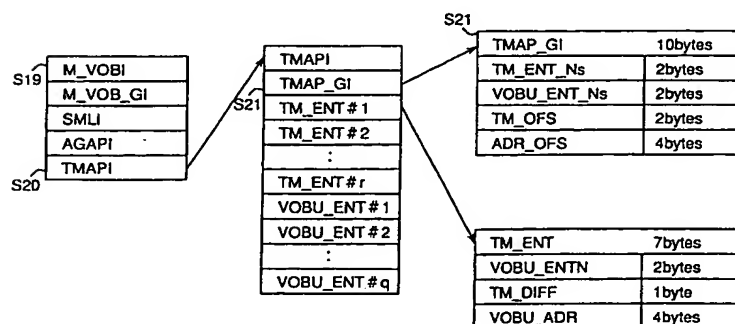 S19
M_VOBI
M_VOB_GI
SMLI
AGAPI
TMAPI
S20
TMAPI
TMAP_GI
S21
TM_ENT#1
TM_ENT#2
:
TM_ENT#r
VOBU_ENT#1
VOBU_ENT#2
:
VOBU_ENT#q
S21
TMAP_GI 10bytes
TM_ENT_Ns 2bytes
VOBU_ENT_Ns 2bytes
TM_OFS 2bytes
ADR_OFS 4bytes
TM_ENT 7bytes
VOBU_ENTN 2bytes
TM_DIFF 1byte
VOBU_ADR 4bytes